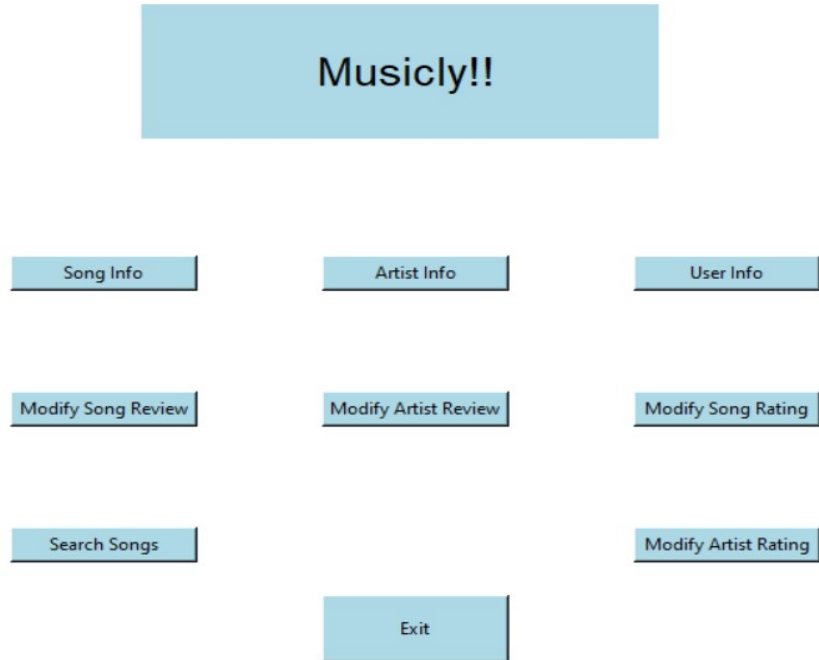 Musicly!!
Song Info
Artist Info
User Info
Modify Song Review
Modify Artist Review
Modify Song Rating
Search Songs
Modify Artist Rating
Exit